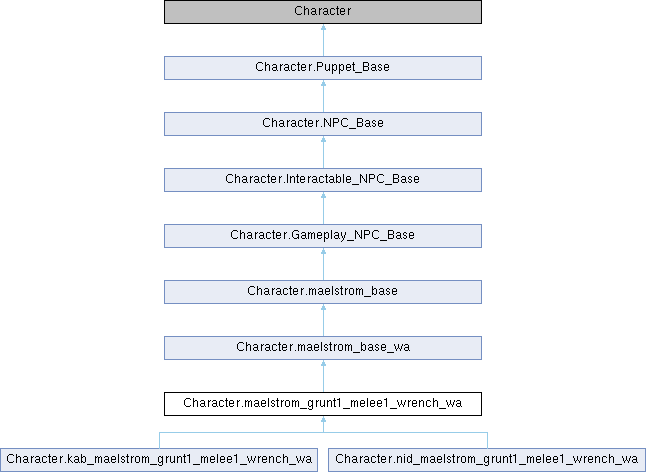 Character
Character.Puppet_Base
Character.NPC_Base
Character.Interactable_NPC_Base
Character.Gameplay_NPC_Base
Character.maelstrom_base
Character.maelstrom_base_wa
Character.maelstrom_grunt1_melee1_wrench_wa
Character.kab_maelstrom_grunt1_melee1_wrench_wa
Character.nid_maelstrom_grunt1_melee1_wrench_wa